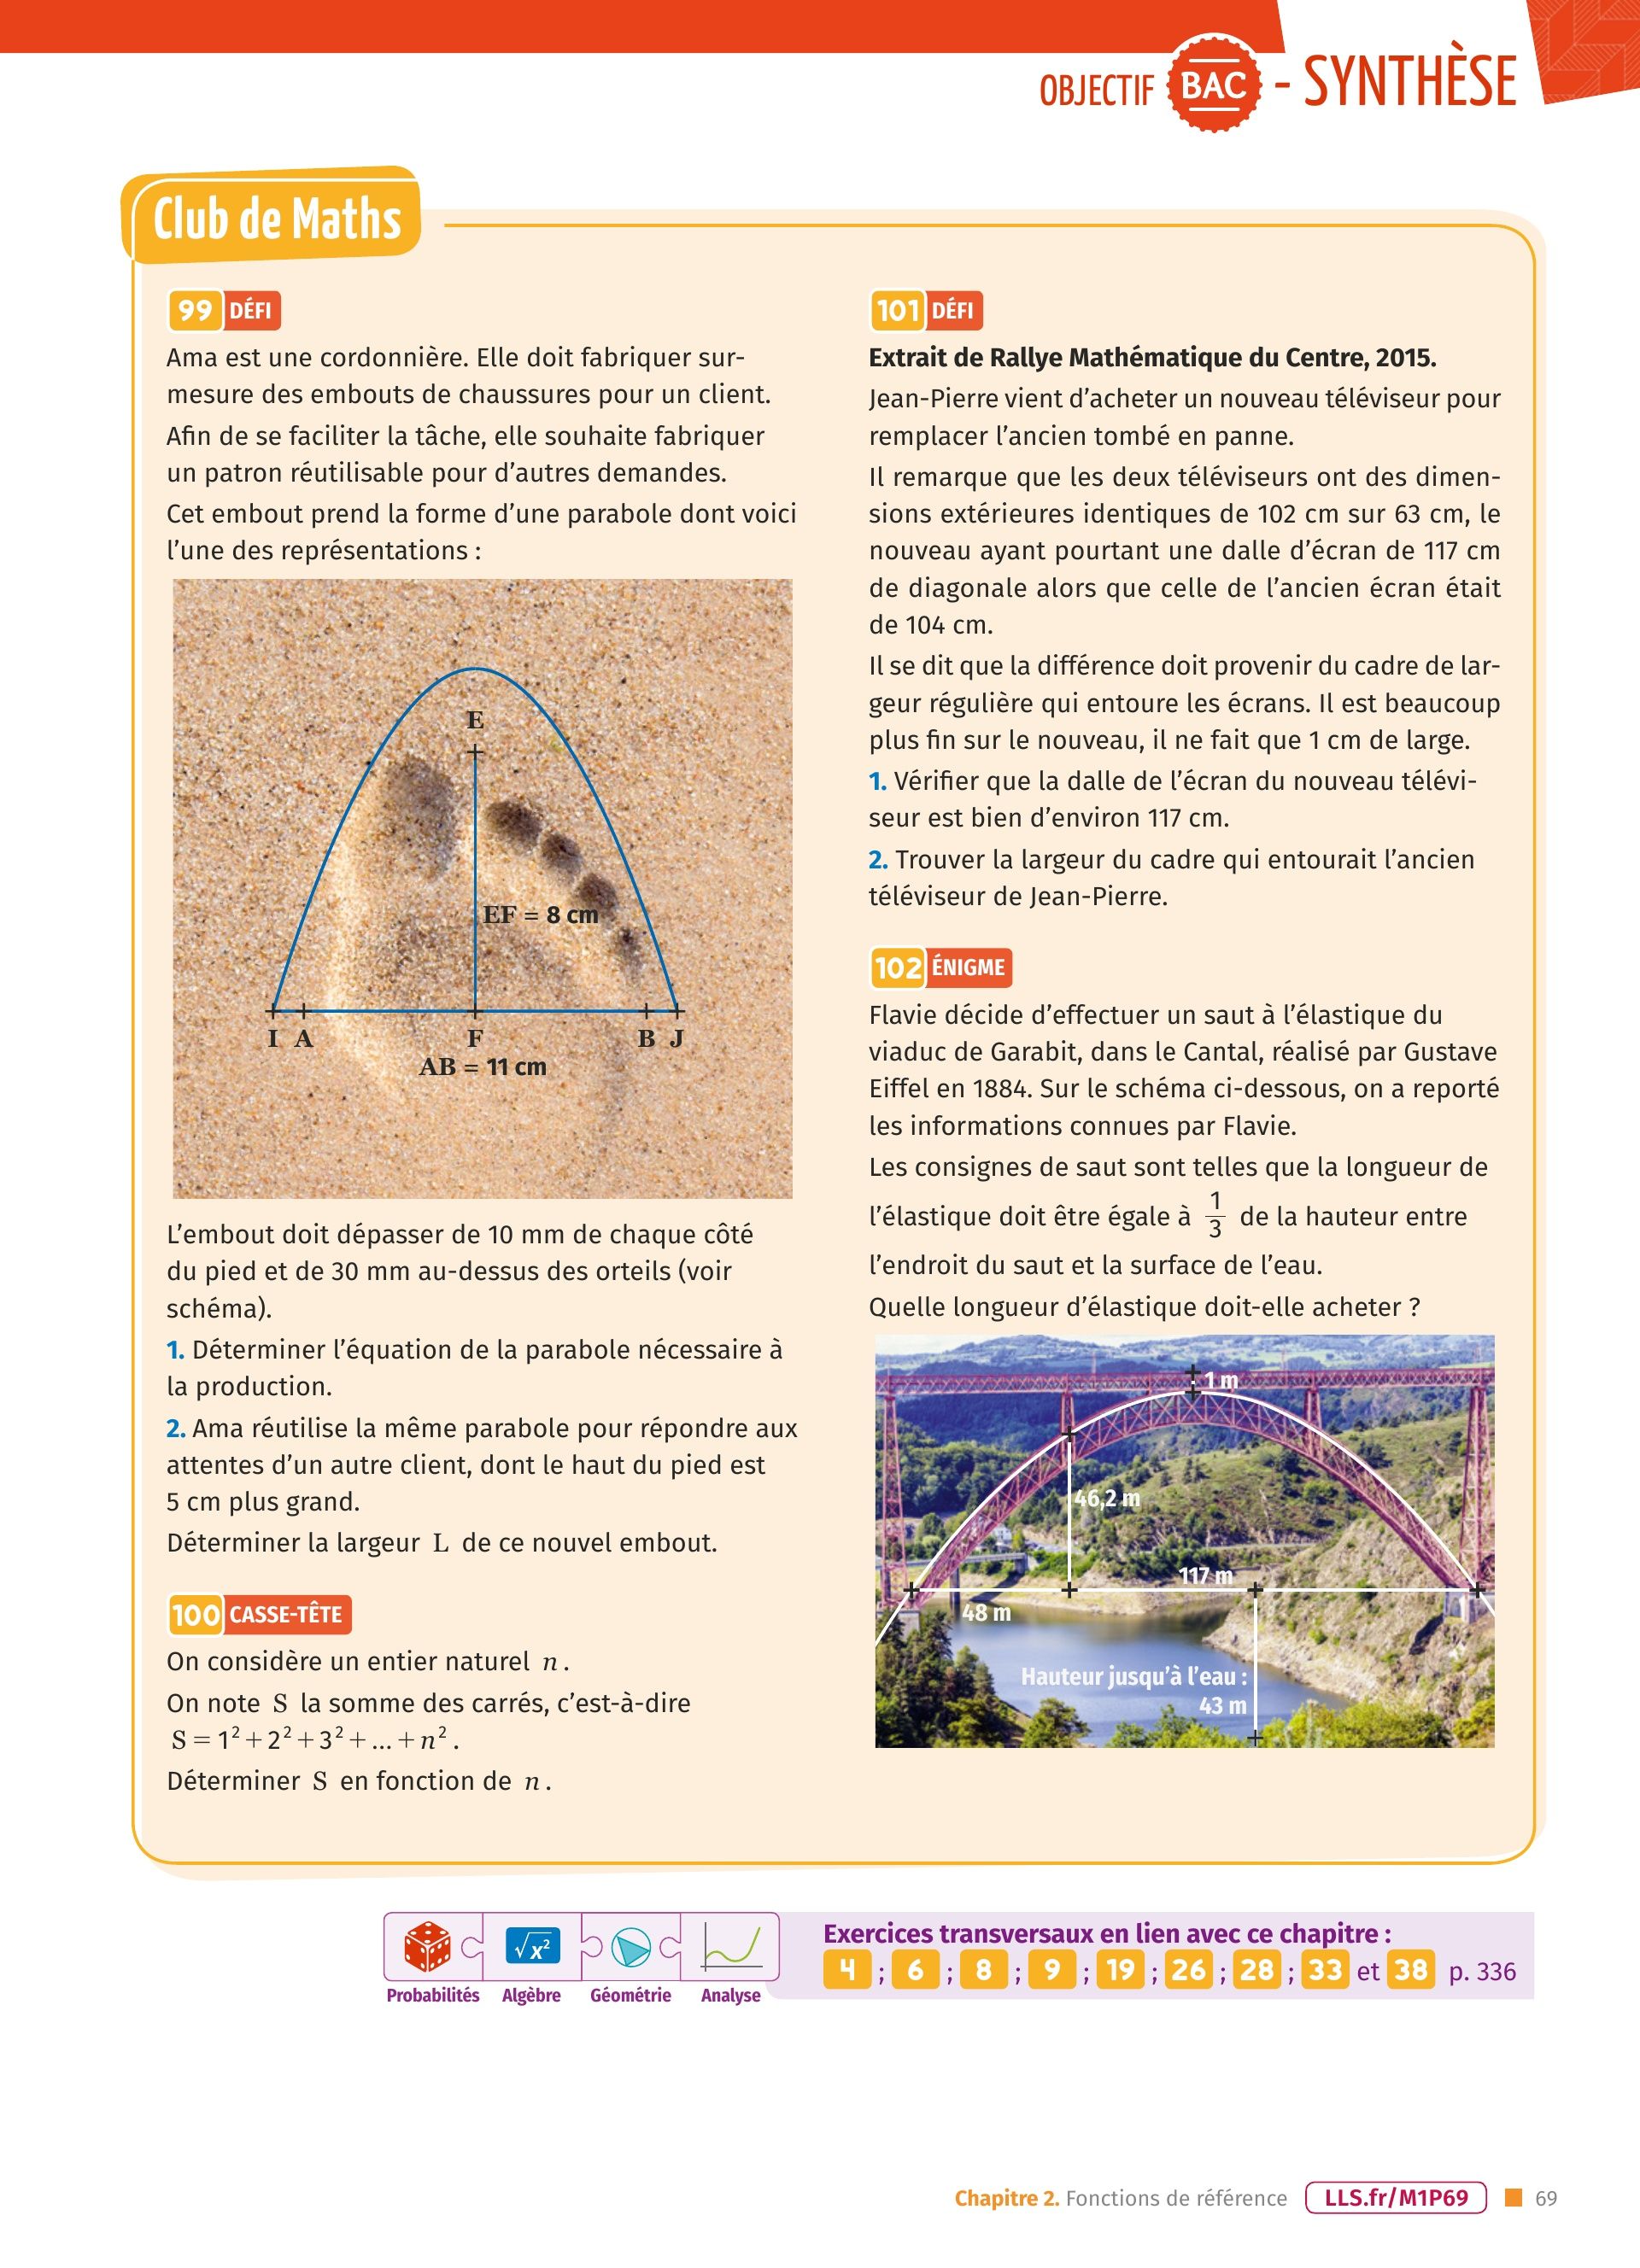 OBJECTIF BAC - SYNTHÈSE
Club de Maths
99 DÉFI
Ama est une cordonnière. Elle doit fabriquer sur-
mesure des embouts de chaussures pour un client.
Afin de se faciliter la tâche, elle souhaite fabriquer
un patron réutilisable pour d’autres demandes.
Cet embout prend la forme d’une parabole dont voici
l’une des représentations :
E
EF = 8 cm
I A F B J
AB = 11 cm
L’embout doit dépasser de 10 mm de chaque côté
du pied et de 30 mm au-dessus des orteils (voir
schéma).
1. Déterminer l’équation de la parabole nécessaire à
la production.
2. Ama réutilise la même parabole pour répondre aux
attentes d’un autre client, dont le haut du pied est
5 cm plus grand.
Déterminer la largeur L de ce nouvel embout.
100 CASSE-TÊTE
On considère un entier naturel n.
On note S la somme des carrés, c’est-à-dire
S = 1² + 2² + 3² + ... + n².
Déterminer S en fonction de n.
101 DÉFI
Extrait de Rallye Mathématique du Centre, 2015.
Jean-Pierre vient d’acheter un nouveau téléviseur pour
remplacer l’ancien tombé en panne.
Il remarque que les deux téléviseurs ont des dimen-
sions extérieures identiques de 102 cm sur 63 cm, le
nouveau ayant pourtant une dalle d’écran de 117 cm
de diagonale alors que celle de l’ancien écran était
de 104 cm.
Il se dit que la différence doit provenir du cadre de lar-
geur régulière qui entoure les écrans. Il est beaucoup
plus fin sur le nouveau, il ne fait que 1 cm de large.
1. Vérifier que la dalle de l’écran du nouveau télévi-
seur est bien d’environ 117 cm.
2. Trouver la largeur du cadre qui entourait l’ancien
téléviseur de Jean-Pierre.
102 ÉNIGME
Flavie décide d’effectuer un saut à l’élastique du
viaduc de Garabit, dans le Cantal, réalisé par Gustave
Eiffel en 1884. Sur le schéma ci-dessous, on a reporté
les informations connues par Flavie.
Les consignes de saut sont telles que la longueur de
l’élastique doit être égale à 1/3 de la hauteur entre
l’endroit du saut et la surface de l’eau.
Quelle longueur d’élastique doit-elle acheter ?
1 m
46,2 m
117 m
48 m
Hauteur jusqu’à l’eau :
43 m
√x²
Probabilités Algèbre Géométrie Analyse
Exercices transversaux en lien avec ce chapitre :
4 ; 6 ; 8 ; 9 ; 19 ; 26 ; 28 ; 33 et 38 p. 336
Chapitre 2. Fonctions de référence LLS.fr/M1P69 69